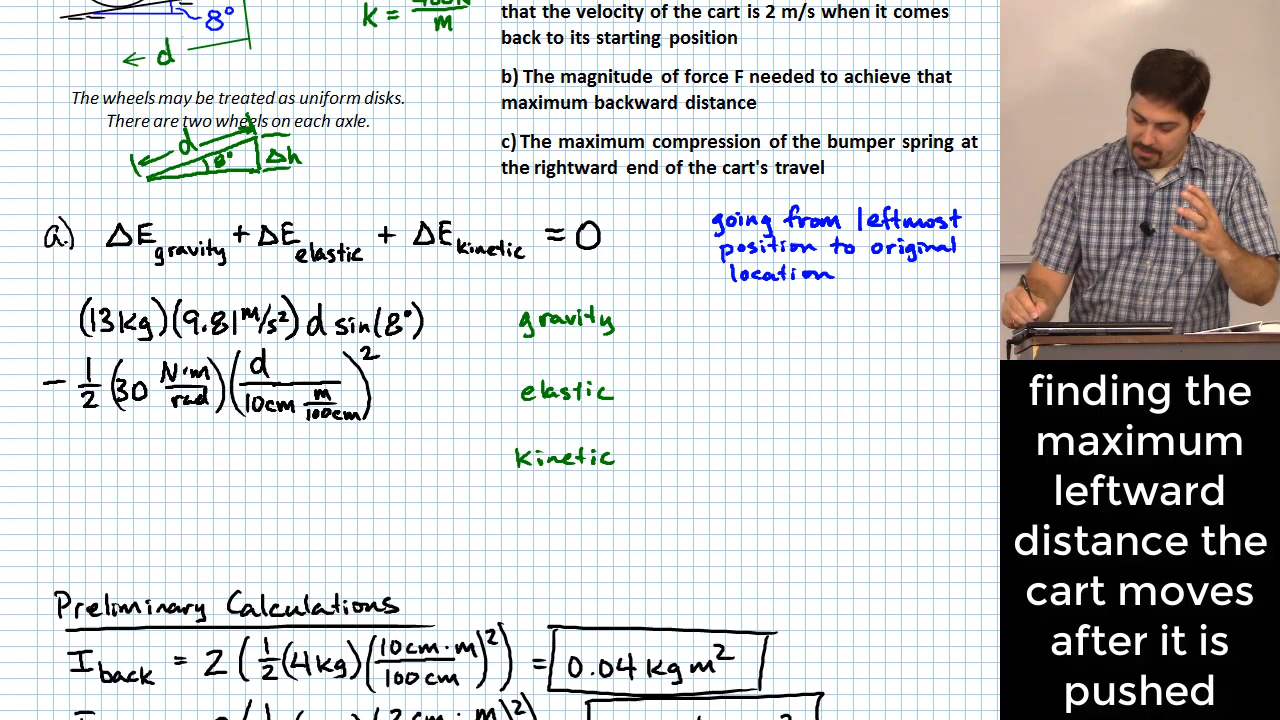 8°
k = 400 N/m
← d
that the velocity of the cart is 2 m/s when it comes
back to its starting position
b) The magnitude of force F needed to achieve that
maximum backward distance
c) The maximum compression of the bumper spring at
the rightward end of the cart's travel
The wheels may be treated as uniform disks.
There are two wheels on each axle.
d
8°
Δh
a.) ΔE gravity + ΔE elastic + ΔE kinetic = 0
going from leftmost
position to original
location
(13 kg)(9.81 m/s²) d sin(8°)
gravity
- 1/2 (30 N·m/rad) (d / 10cm m/100cm)²
elastic
kinetic
Preliminary Calculations
I back = 2 (1/2 (4kg) (10cm·m / 100cm)²) = 0.04 kg m²
finding the
maximum
leftward
distance the
cart moves
after it is
pushed